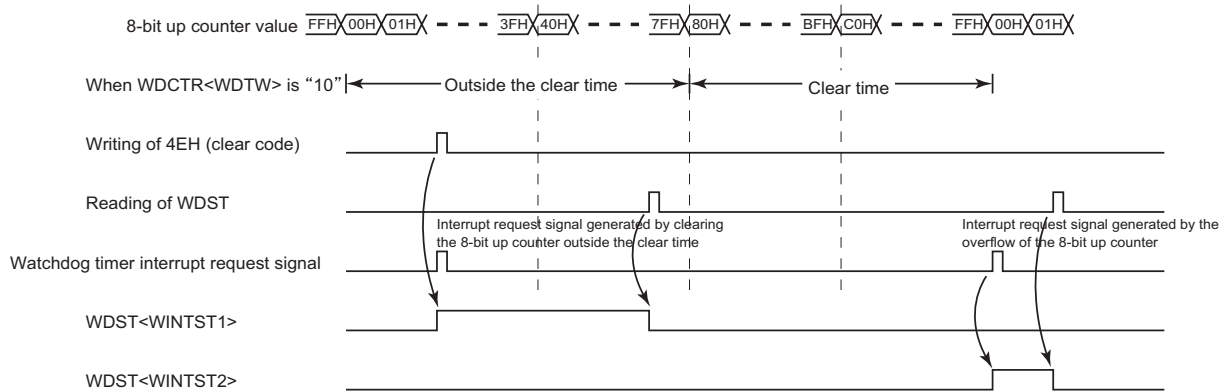 8-bit up counter value FFH 00H 01H 3FH 40H 7FH 80H BFH C0H FFH 00H 01H
When WDCTR<WDTW> is “10” Outside the clear time Clear time
Writing of 4EH (clear code)
Reading of WDST
Interrupt request signal generated by clearing
the 8-bit up counter outside the clear time
Interrupt request signal generated by the
overflow of the 8-bit up counter
Watchdog timer interrupt request signal
WDST<WINTST1>
WDST<WINTST2>